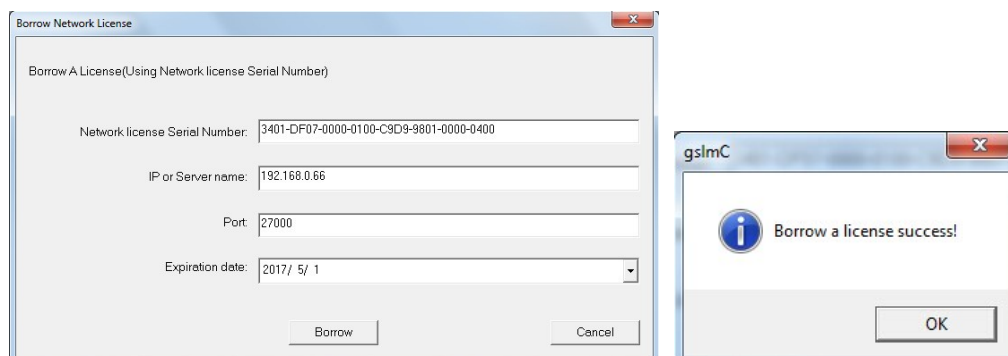 Borrow Network License
Borrow A License(Using Network license Serial Number)
Network license Serial Number: 3401-DF07-0000-0100-C9D9-9801-0000-0400
IP or Server name: 192.168.0.66
Port: 27000
Expiration date: 2017/ 5/ 1
Borrow Cancel
gslmC
Borrow a license success!
OK